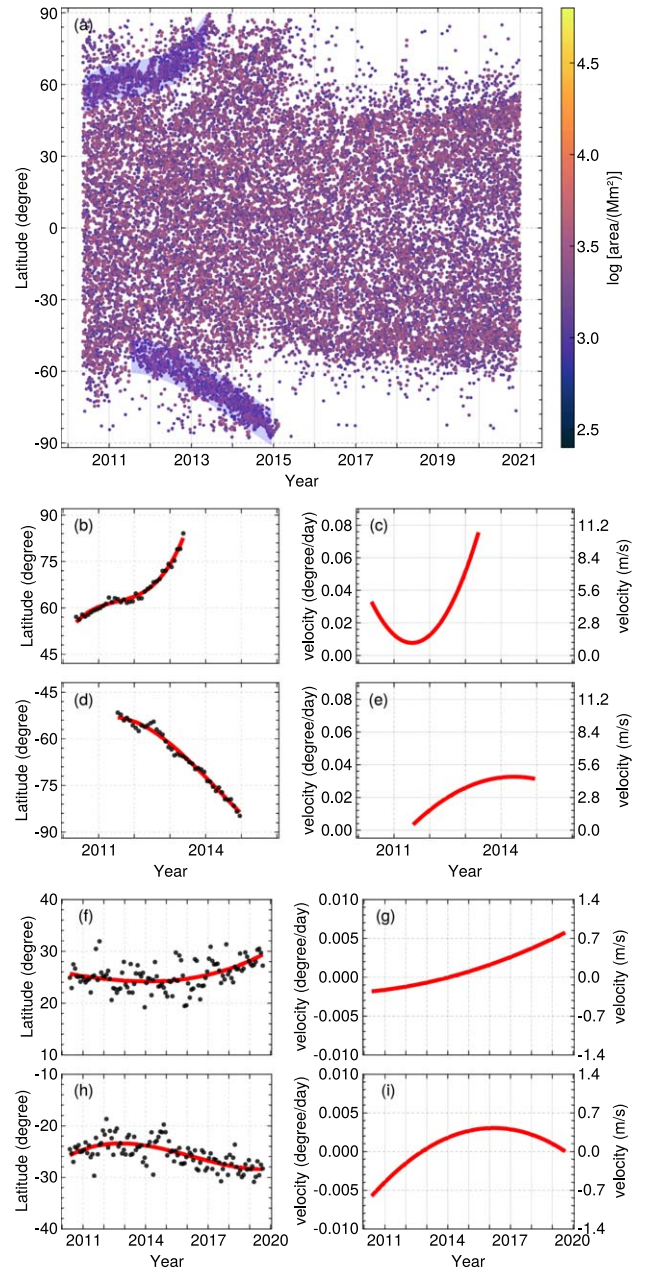 (a)
90
60
30
0
-30
-60
-90
Latitude (degree)
2011 2013 2015 2017 2019 2021
Year
4.5
4.0
3.5
3.0
2.5
log [area/(Mm²)]
(b)
90
75
60
45
Latitude (degree)
(c)
0.08
0.06
0.04
0.02
0.00
velocity (degree/day)
11.2
8.4
5.6
2.8
0.0
velocity (m/s)
(d)
-45
-60
-75
-90
Latitude (degree)
2011 2014
Year
(e)
0.08
0.06
0.04
0.02
0.00
velocity (degree/day)
11.2
9.4
4.8
2.4
0.0
velocity (m/s)
2011 2014
Year
(f)
40
30
20
10
Latitude (degree)
(g)
0.010
0.005
0.000
-0.005
-0.010
velocity (degree/day)
1.4
0.7
0.0
-0.7
-1.4
velocity (m/s)
(h)
-10
-20
-30
-40
Latitude (degree)
2011 2014 2017 2020
Year
(i)
0.010
0.005
0.000
-0.005
-0.010
velocity (degree/day)
1.4
0.7
0.0
-0.7
-1.4
velocity (m/s)
2011 2014 2017 2020
Year